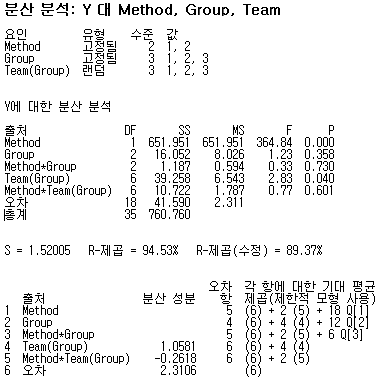 분산 분석: Y 대 Method, Group, Team
요인 유형 수준 값
Method 고정됨 2 1, 2
Group 고정됨 3 1, 2, 3
Team(Group) 랜덤 3 1, 2, 3
Y에 대한 분산 분석
출처 DF SS MS F P
Method 1 651.951 651.951 364.84 0.000
Group 2 16.052 8.026 1.23 0.358
Method*Group 2 1.187 0.594 0.33 0.730
Team(Group) 6 39.258 6.543 2.83 0.040
Method*Team(Group) 6 10.722 1.787 0.77 0.601
오차 18 41.590 2.311
총계 35 760.760
S = 1.52005 R-제곱 = 94.53% R-제곱(수정) = 89.37%
오차 각 항에 대한 기대 평균
출처 분산 성분 항 제곱(제한적 모형 사용)
1 Method 5 (6) + 2 (5) + 18 Q[1]
2 Group 4 (6) + 4 (4) + 12 Q[2]
3 Method*Group 5 (6) + 2 (5) + 6 Q[3]
4 Team(Group) 1.0581 6 (6) + 4 (4)
5 Method*Team(Group) -0.2618 6 (6) + 2 (5)
6 오차 2.3106 (6)